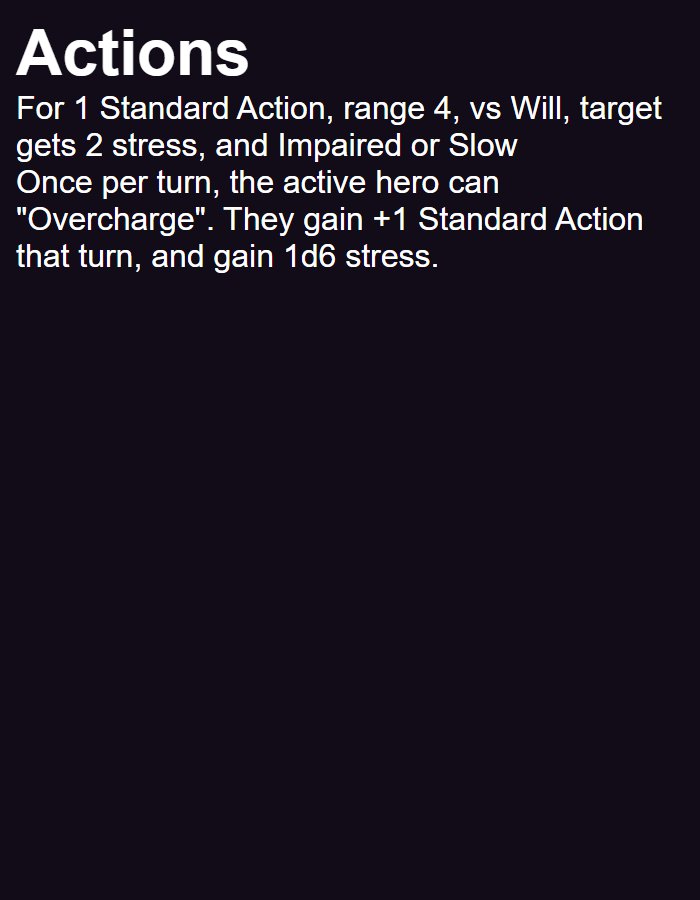 Actions
For 1 Standard Action, range 4, vs Will, target
gets 2 stress, and Impaired or Slow
Once per turn, the active hero can
"Overcharge". They gain +1 Standard Action
that turn, and gain 1d6 stress.